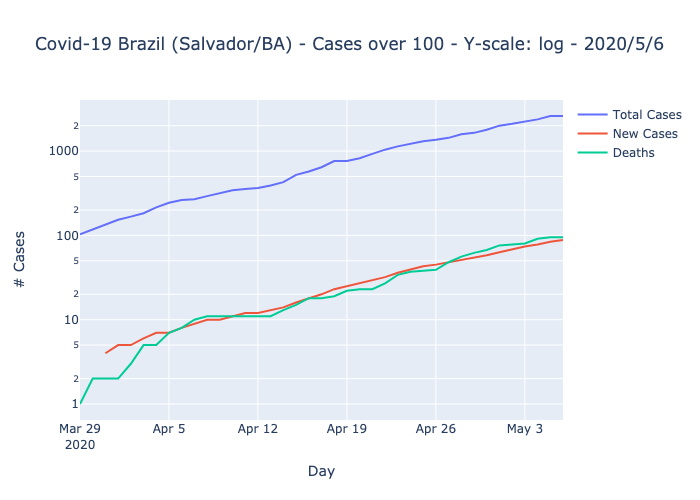 Covid-19 Brazil (Salvador/BA) - Cases over 100 - Y-scale: log - 2020/5/6
Total Cases
New Cases
Deaths
2
1000
5
2
100
5
2
10
5
2
1
# Cases
Mar 29 Apr 5 Apr 12 Apr 19 Apr 26 May 3
2020
Day